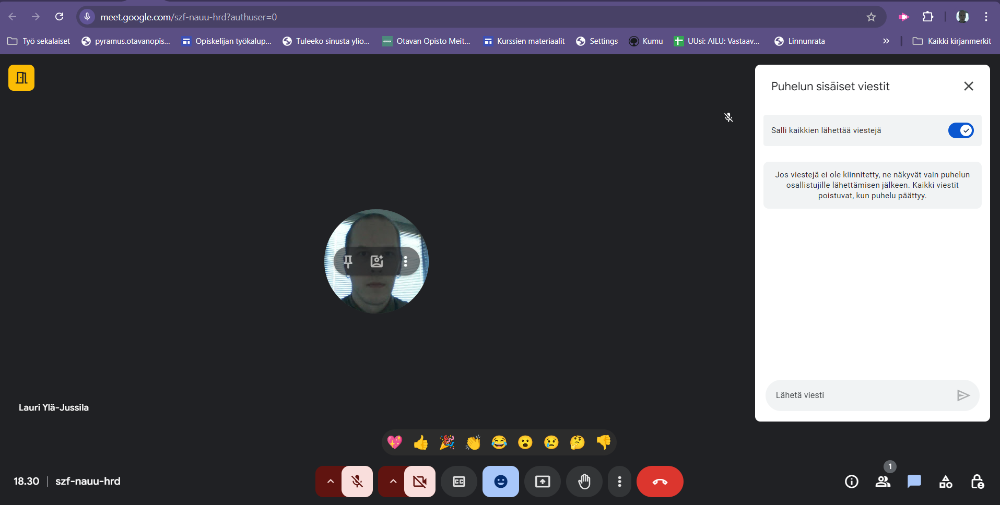 meet.google.com/szf-nauu-hrd?authuser=0
Työ sekalaiset
pyramus.otavanopis...
Opiskelijan työkalup...
Tuleeko sinusta ylio...
Otavan Opisto Meit...
Kurssien materiaalit
Settings
Kumu
UUsi: AILU: Vastaav...
Linnunrata
Kaikki kirjanmerkit
Puhelun sisäiset viestit
Salli kaikkien lähettää viestejä
Jos viestejä ei ole kiinnitetty, ne näkyvät vain puhelun
osallistujille lähettämisen jälkeen. Kaikki viestit
poistuvat, kun puhelu päättyy.
Lähetä viesti
Lauri Ylä-Jussila
18.30 | szf-nauu-hrd
CC
1